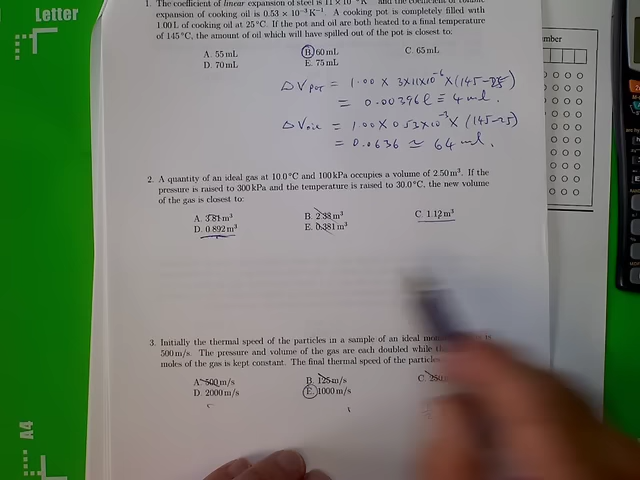 Letter
A4
mber
1. The coefficient of linear expansion of steel is 11 × 10 K and the coefficient of
expansion of cooking oil is 0.53 × 10⁻³ K⁻¹. A cooking pot is completely filled with
1.00 L of cooking oil at 25°C. If the pot and oil are both heated to a final temperature
of 145°C, the amount of oil which will have spilled out of the pot is closest to:
A. 55 mL B. 60 mL C. 65 mL
D. 70 mL E. 75 mL
ΔV pot = 1.00 × 3×11×10⁻⁶ × (145-25)
= 0.00396 l = 4 ml.
ΔV oil = 1.00 × 0.53×10⁻³ × (145-25)
= 0.0636 ≃ 64 ml.
2. A quantity of an ideal gas at 10.0°C and 100 kPa occupies a volume of 2.50 m³. If the
pressure is raised to 300 kPa and the temperature is raised to 30.0°C, the new volume
of the gas is closest to:
A. 3.81 m³ B. 2.38 m³ C. 1.12 m³
D. 0.892 m³ E. 0.381 m³
3. Initially the thermal speed of the particles in a sample of an ideal is
500 m/s. The pressure and volume of the gas are each doubled while
moles of the gas is kept constant. The final thermal speed of the particles
A. 500 m/s B. 125 m/s C. 250
D. 2000 m/s E. 1000 m/s